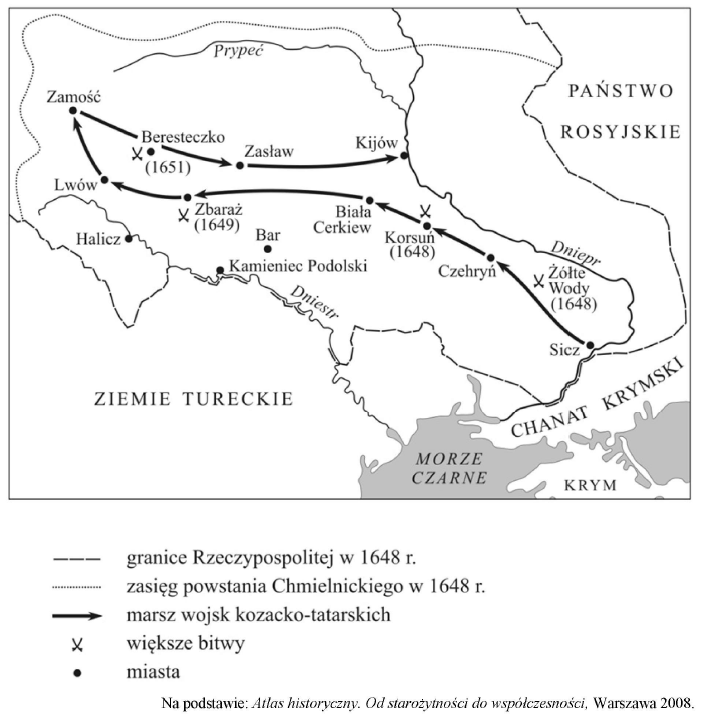 Prypeć
PAŃSTWO
ROSYJSKIE
Zamość
Beresteczko
(1651)
Zasław
Kijów
Lwów
Zbaraż
(1649)
Biała
Cerkiew
Korsuń
(1648)
Halicz
Bar
Kamieniec Podolski
Czehryń
Dniepr
Żółte
Wody
(1648)
Dniestr
Sicz
ZIEMIE TURECKIE
CHANAT KRYMSKI
MORZE
CZARNE
KRYM
granice Rzeczypospolitej w 1648 r.
zasięg powstania Chmielnickiego w 1648 r.
marsz wojsk kozacko-tatarskich
większe bitwy
miasta
Na podstawie: Atlas historyczny. Od starożytności do współczesności, Warszawa 2008.